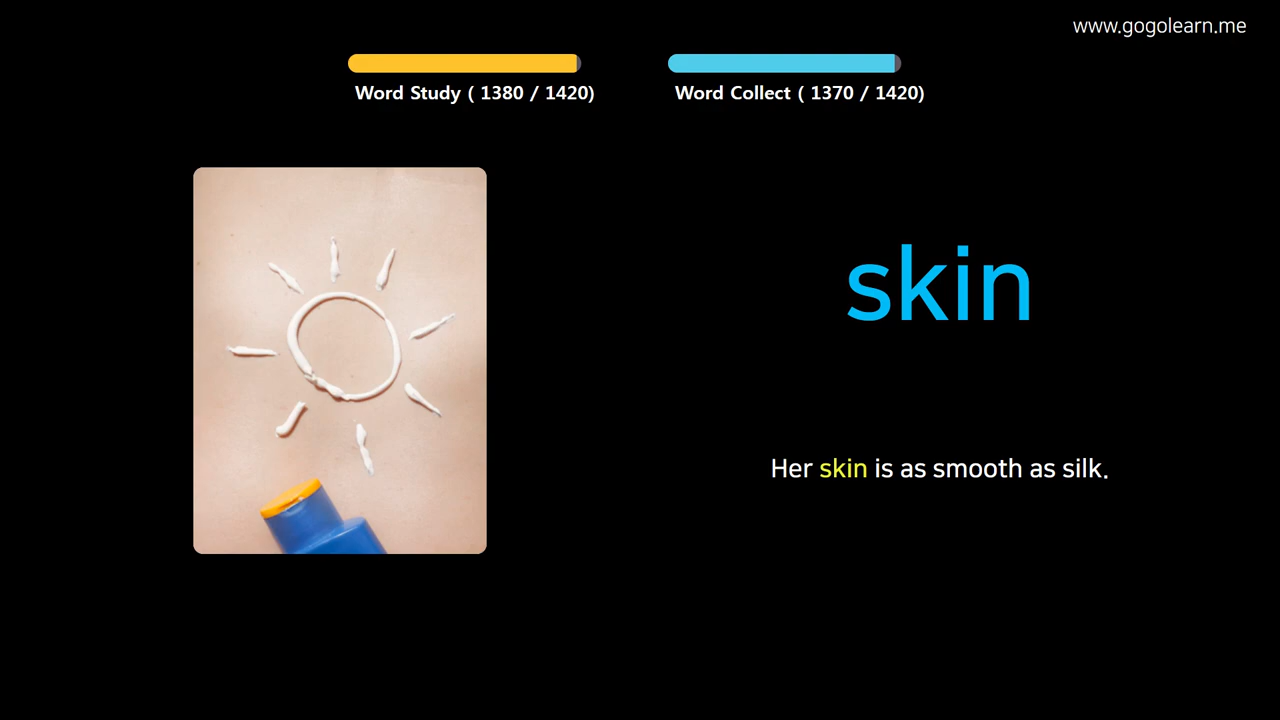 www.gogolearn.me
Word Study ( 1380 / 1420)
Word Collect ( 1370 / 1420)
skin
Her skin is as smooth as silk.